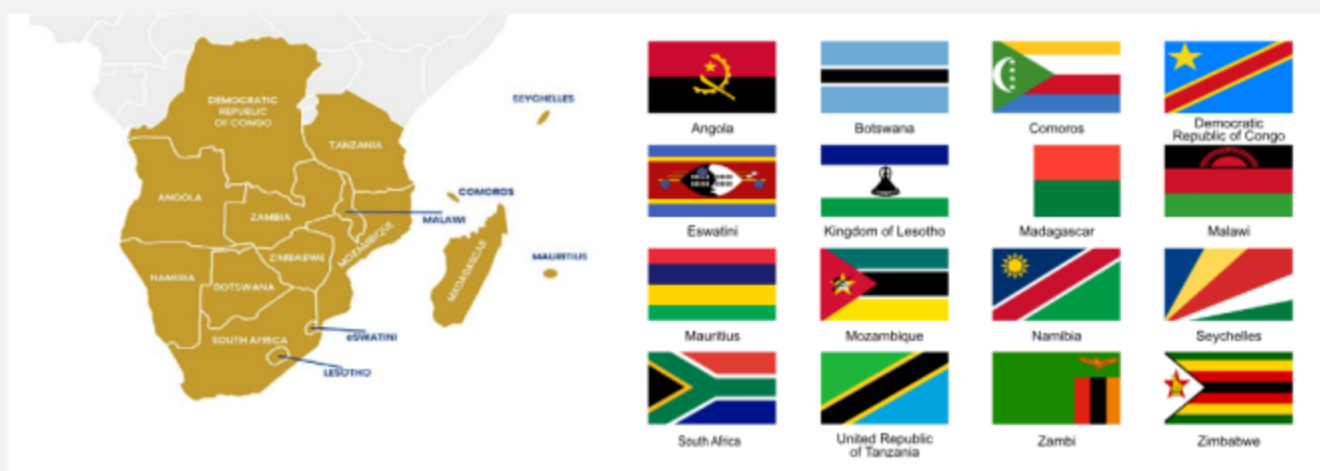 DEMOCRATIC
REPUBLIC
OF CONGO
TANZANIA
SEYCHELLES
ANGOLA
ZAMBIA
COMOROS
MALAWI
MOZAMBIQUE
ZIMBABWE
NAMIBIA
BOTSWANA
MADAGASCAR
MAURITIUS
SOUTH AFRICA
eSWATINI
LESOTHO
Angola
Botswana
Comoros
Democratic
Republic of Congo
Eswatini
Kingdom of Lesotho
Madagascar
Malawi
Mauritius
Mozambique
Namibia
Seychelles
South Africa
United Republic
of Tanzania
Zambi
Zimbabwe